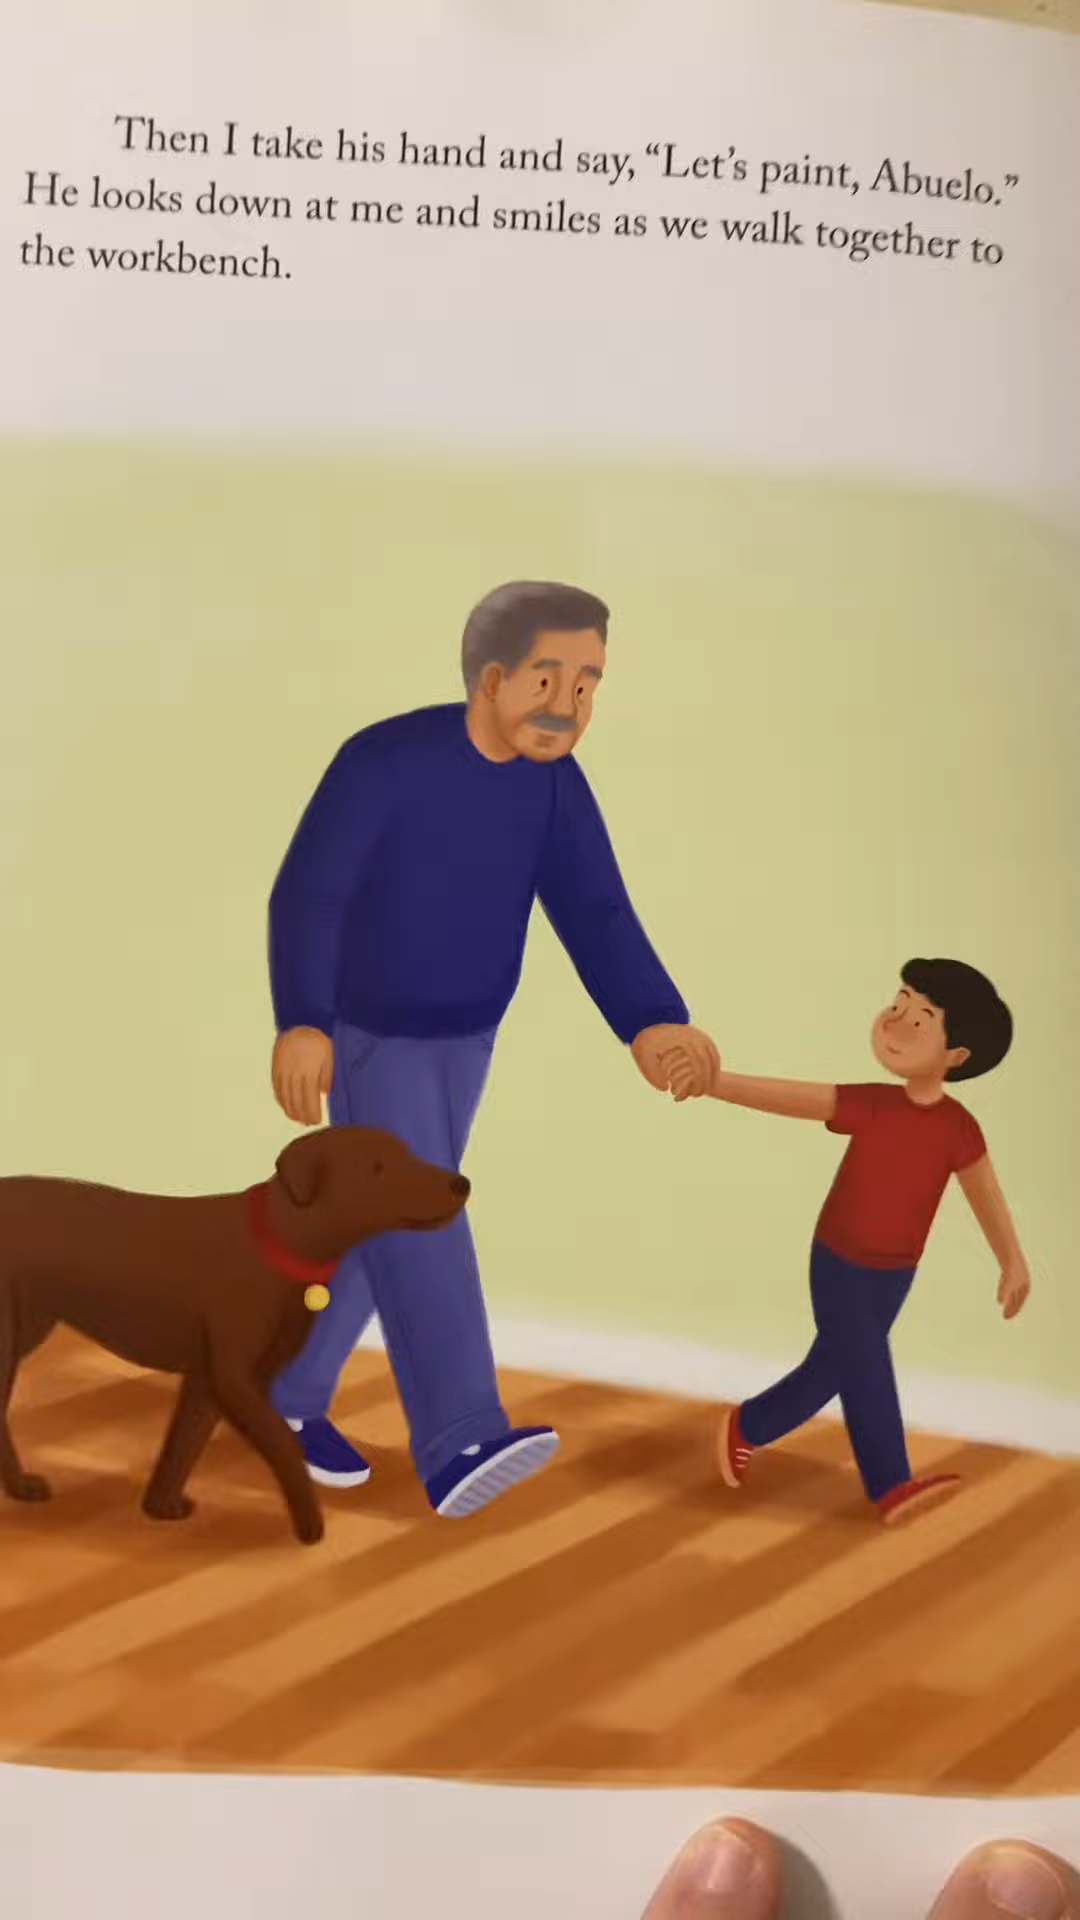 Then I take his hand and say, “Let’s paint, Abuelo.”
He looks down at me and smiles as we walk together to
the workbench.